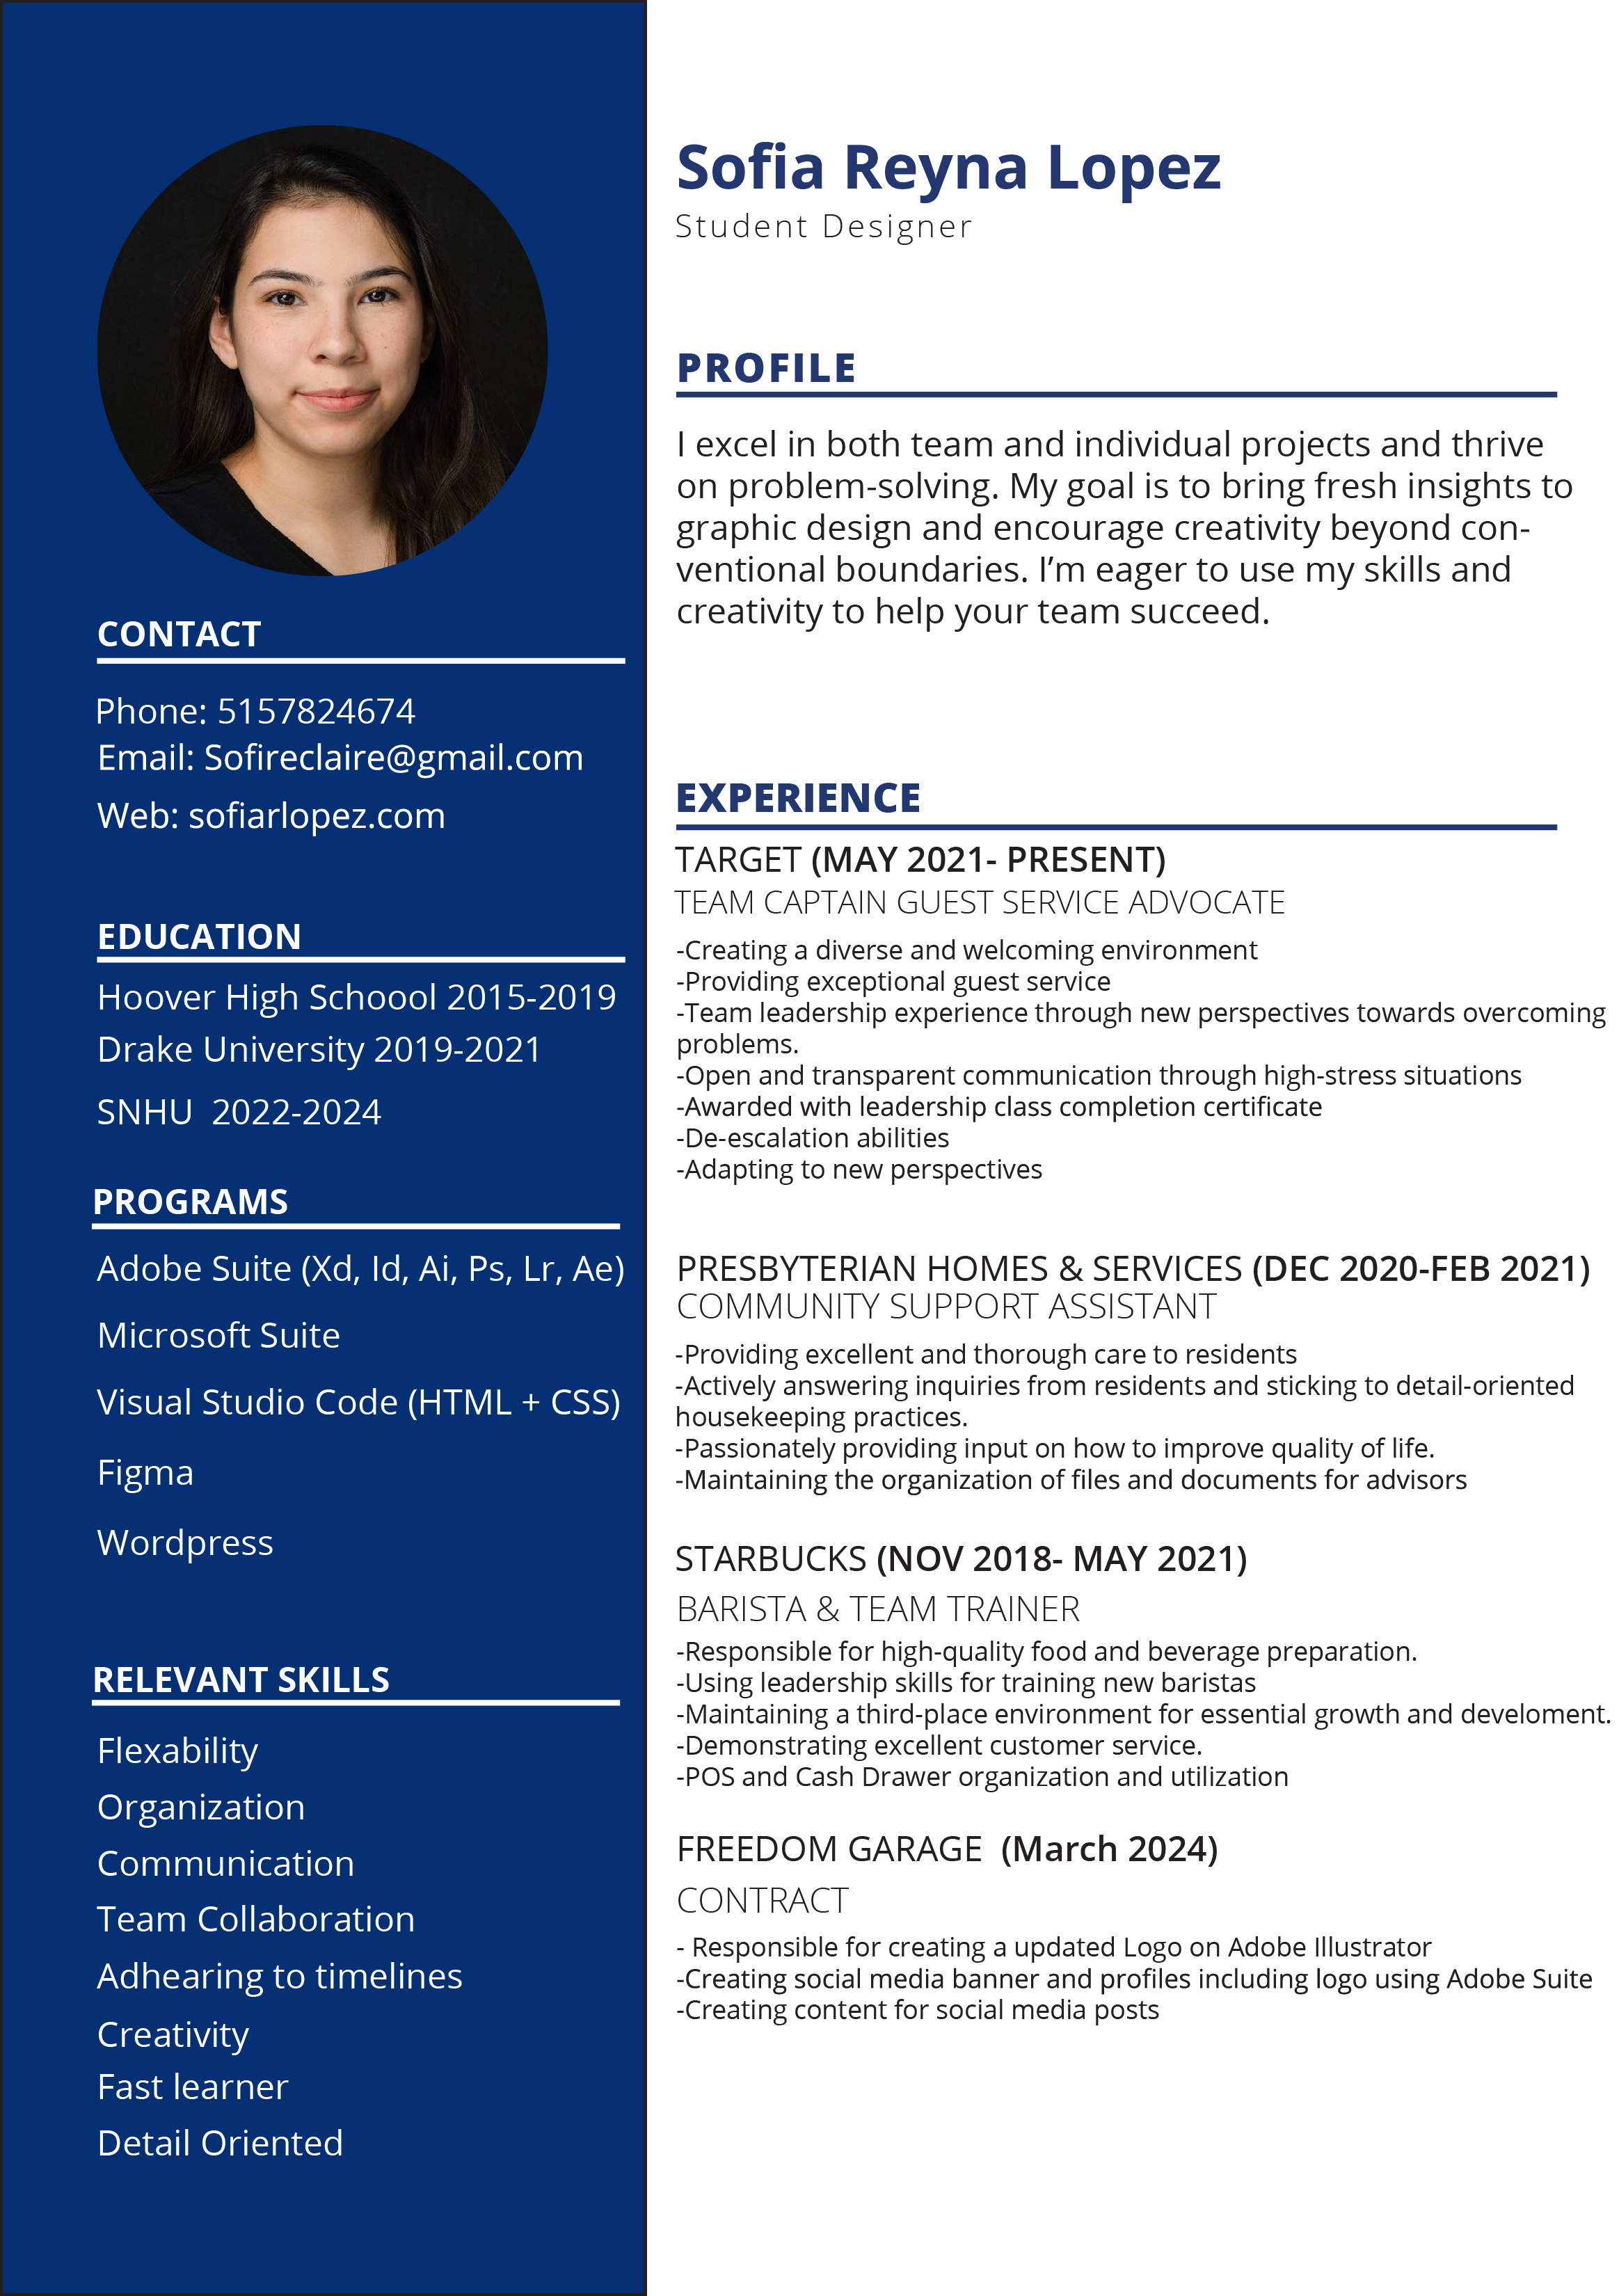 Sofia Reyna Lopez
Student Designer
PROFILE
I excel in both team and individual projects and thrive
on problem-solving. My goal is to bring fresh insights to
graphic design and encourage creativity beyond con-
ventional boundaries. I’m eager to use my skills and
creativity to help your team succeed.
CONTACT
Phone: 5157824674
Email: Sofireclaire@gmail.com
Web: sofiarlopez.com
EDUCATION
Hoover High Schoool 2015-2019
Drake University 2019-2021
SNHU  2022-2024
PROGRAMS
Adobe Suite (Xd, Id, Ai, Ps, Lr, Ae)
Microsoft Suite
Visual Studio Code (HTML + CSS)
Figma
Wordpress
RELEVANT SKILLS
Flexability
Organization
Communication
Team Collaboration
Adhearing to timelines
Creativity
Fast learner
Detail Oriented
EXPERIENCE
TARGET (MAY 2021- PRESENT)
TEAM CAPTAIN GUEST SERVICE ADVOCATE
-Creating a diverse and welcoming environment
-Providing exceptional guest service
-Team leadership experience through new perspectives towards overcoming
problems.
-Open and transparent communication through high-stress situations
-Awarded with leadership class completion certificate
-De-escalation abilities
-Adapting to new perspectives
PRESBYTERIAN HOMES & SERVICES (DEC 2020-FEB 2021)
COMMUNITY SUPPORT ASSISTANT
-Providing excellent and thorough care to residents
-Actively answering inquiries from residents and sticking to detail-oriented
housekeeping practices.
-Passionately providing input on how to improve quality of life.
-Maintaining the organization of files and documents for advisors
STARBUCKS (NOV 2018- MAY 2021)
BARISTA & TEAM TRAINER
-Responsible for high-quality food and beverage preparation.
-Using leadership skills for training new baristas
-Maintaining a third-place environment for essential growth and develoment.
-Demonstrating excellent customer service.
-POS and Cash Drawer organization and utilization
FREEDOM GARAGE  (March 2024)
CONTRACT
- Responsible for creating a updated Logo on Adobe Illustrator
-Creating social media banner and profiles including logo using Adobe Suite
-Creating content for social media posts